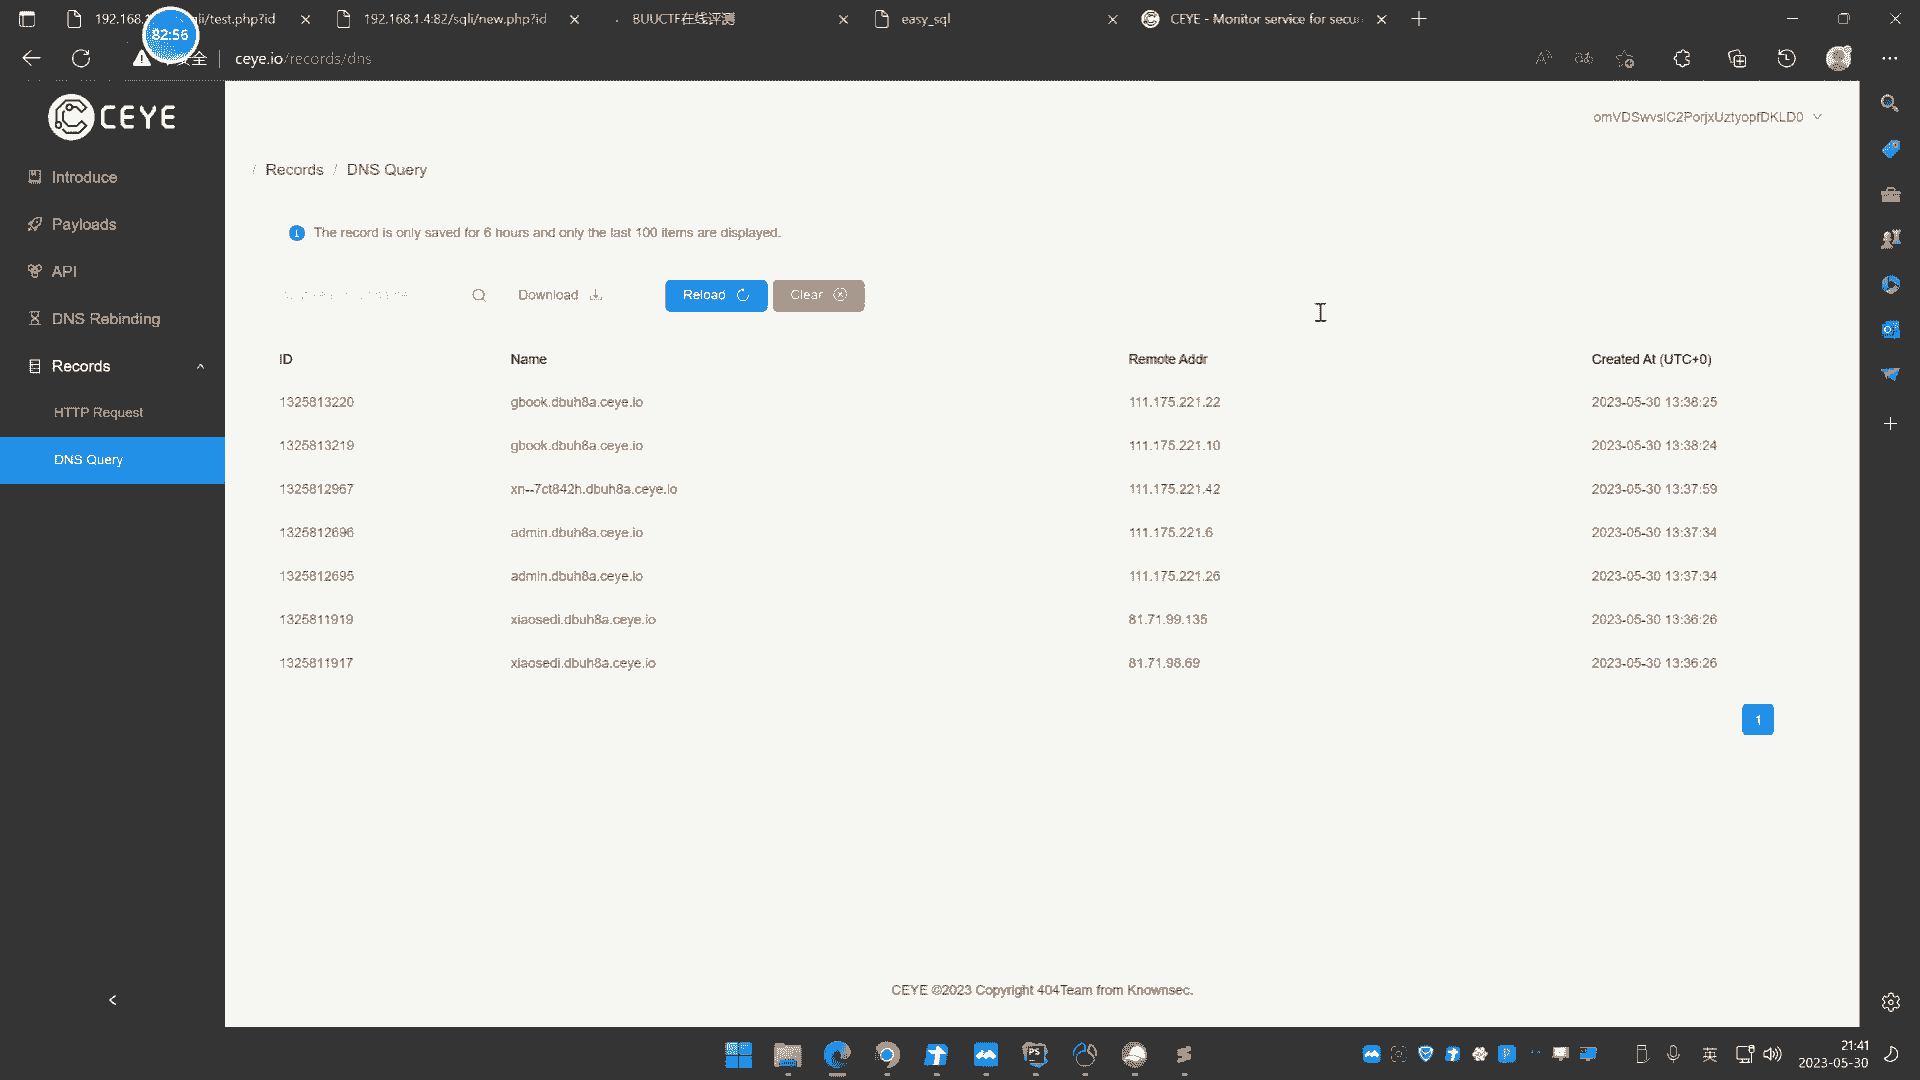 192.168.1
qli/test.php?id
192.168.1.4:82/sqli/new.php?id
BUUCTF在线评测
easy_sql
CEYE - Monitor service for secu
82:56
安全
ceye.io/records/dns
CEYE
omVDSwvslC2PorjxUztyopfDKLD0
Introduce
Payloads
API
DNS Rebinding
Records
HTTP Request
DNS Query
/ Records / DNS Query
The record is only saved for 6 hours and only the last 100 items are displayed.
Download
Reload
Clear
ID Name Remote Addr Created At (UTC+0)
1325813220 gbook.dbuh8a.ceye.io 111.175.221.22 2023-05-30 13:38:25
1325813219 gbook.dbuh8a.ceye.io 111.175.221.10 2023-05-30 13:38:24
1325812967 xn--7ct842h.dbuh8a.ceye.io 111.175.221.42 2023-05-30 13:37:59
1325812696 admin.dbuh8a.ceye.io 111.175.221.6 2023-05-30 13:37:34
1325812695 admin.dbuh8a.ceye.io 111.175.221.26 2023-05-30 13:37:34
1325811919 xiaosedi.dbuh8a.ceye.io 81.71.99.135 2023-05-30 13:36:26
1325811917 xiaosedi.dbuh8a.ceye.io 81.71.98.69 2023-05-30 13:36:26
1
CEYE ©2023 Copyright 404Team from Knownsec.
英
21:41
2023-05-30